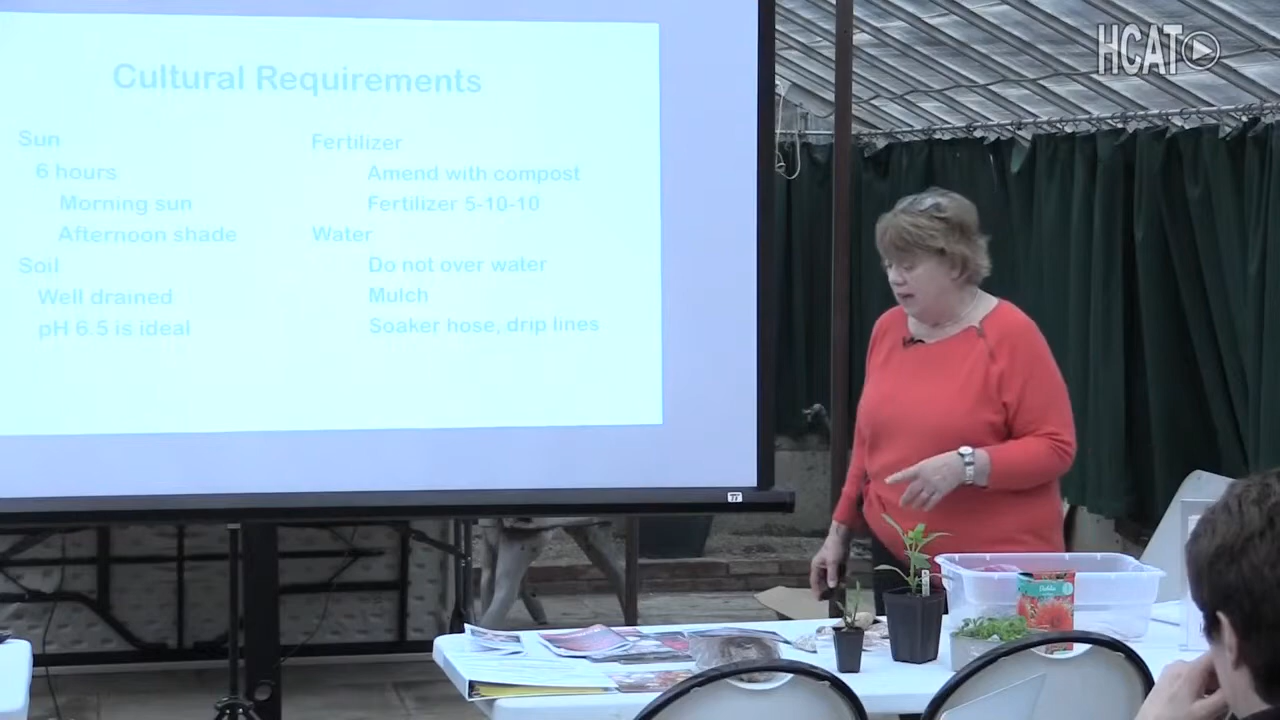 HCAT
Cultural Requirements
Sun
6 hours
Morning sun
Afternoon shade
Soil
Well drained
pH 6.5 is ideal
Fertilizer
Amend with compost
Fertilizer 5-10-10
Water
Do not over water
Mulch
Soaker hose, drip lines
Dahlia